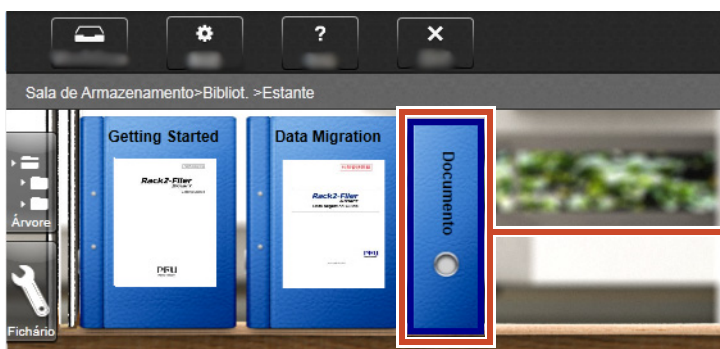 ?
Sala de Armazenamento>Bibliot. >Estante
Getting Started
Rack2-Filer
PFU
Data Migration
Rack2-Filer
PFU
Documento
Árvore
Fichário